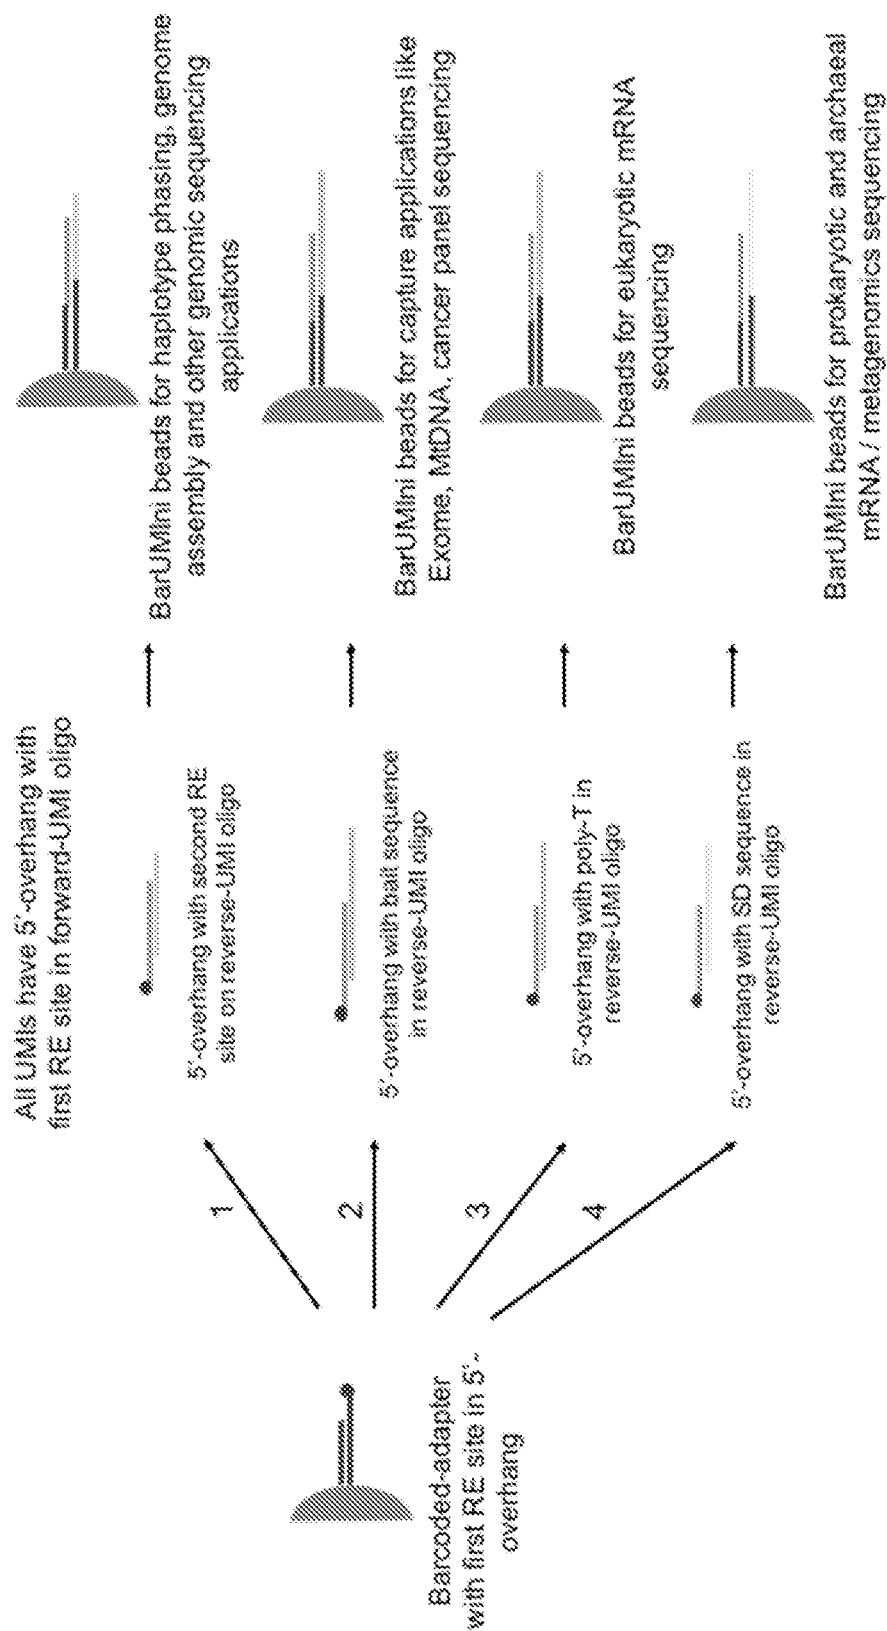 All UMIs have 5'-overhang with
first RE site in forward-UMI oligo
Barcoded-adapter
with first RE site in 5'-
overhang
1
2
3
4
5'-overhang with second RE
site on reverse-UMI oligo
5'-overhang with bait sequence
in reverse-UMI oligo
5'-overhang with poly-T in
reverse-UMI oligo
5'-overhang with SD sequence in
reverse-UMI oligo
BarUMIni beads for haplotype phasing, genome
assembly and other genomic sequencing
applications
BarUMIni beads for capture applications like
Exome, MtDNA, cancer panel sequencing
BarUMIni beads for eukaryotic mRNA
sequencing
BarUMIni beads for prokaryotic and archaeal
mRNA / metagenomics sequencing